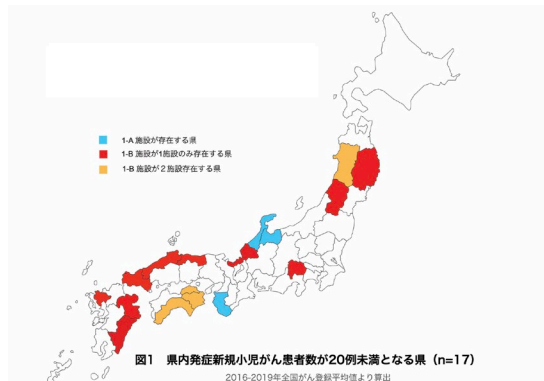 1-A 施設が存在する県
1-B 施設が1施設のみ存在する県
1-B 施設が２施設存在する県
図1　県内発症新規小児がん患者数が20例未満となる県（n=17）
2016-2019年全国がん登録平均値より算出